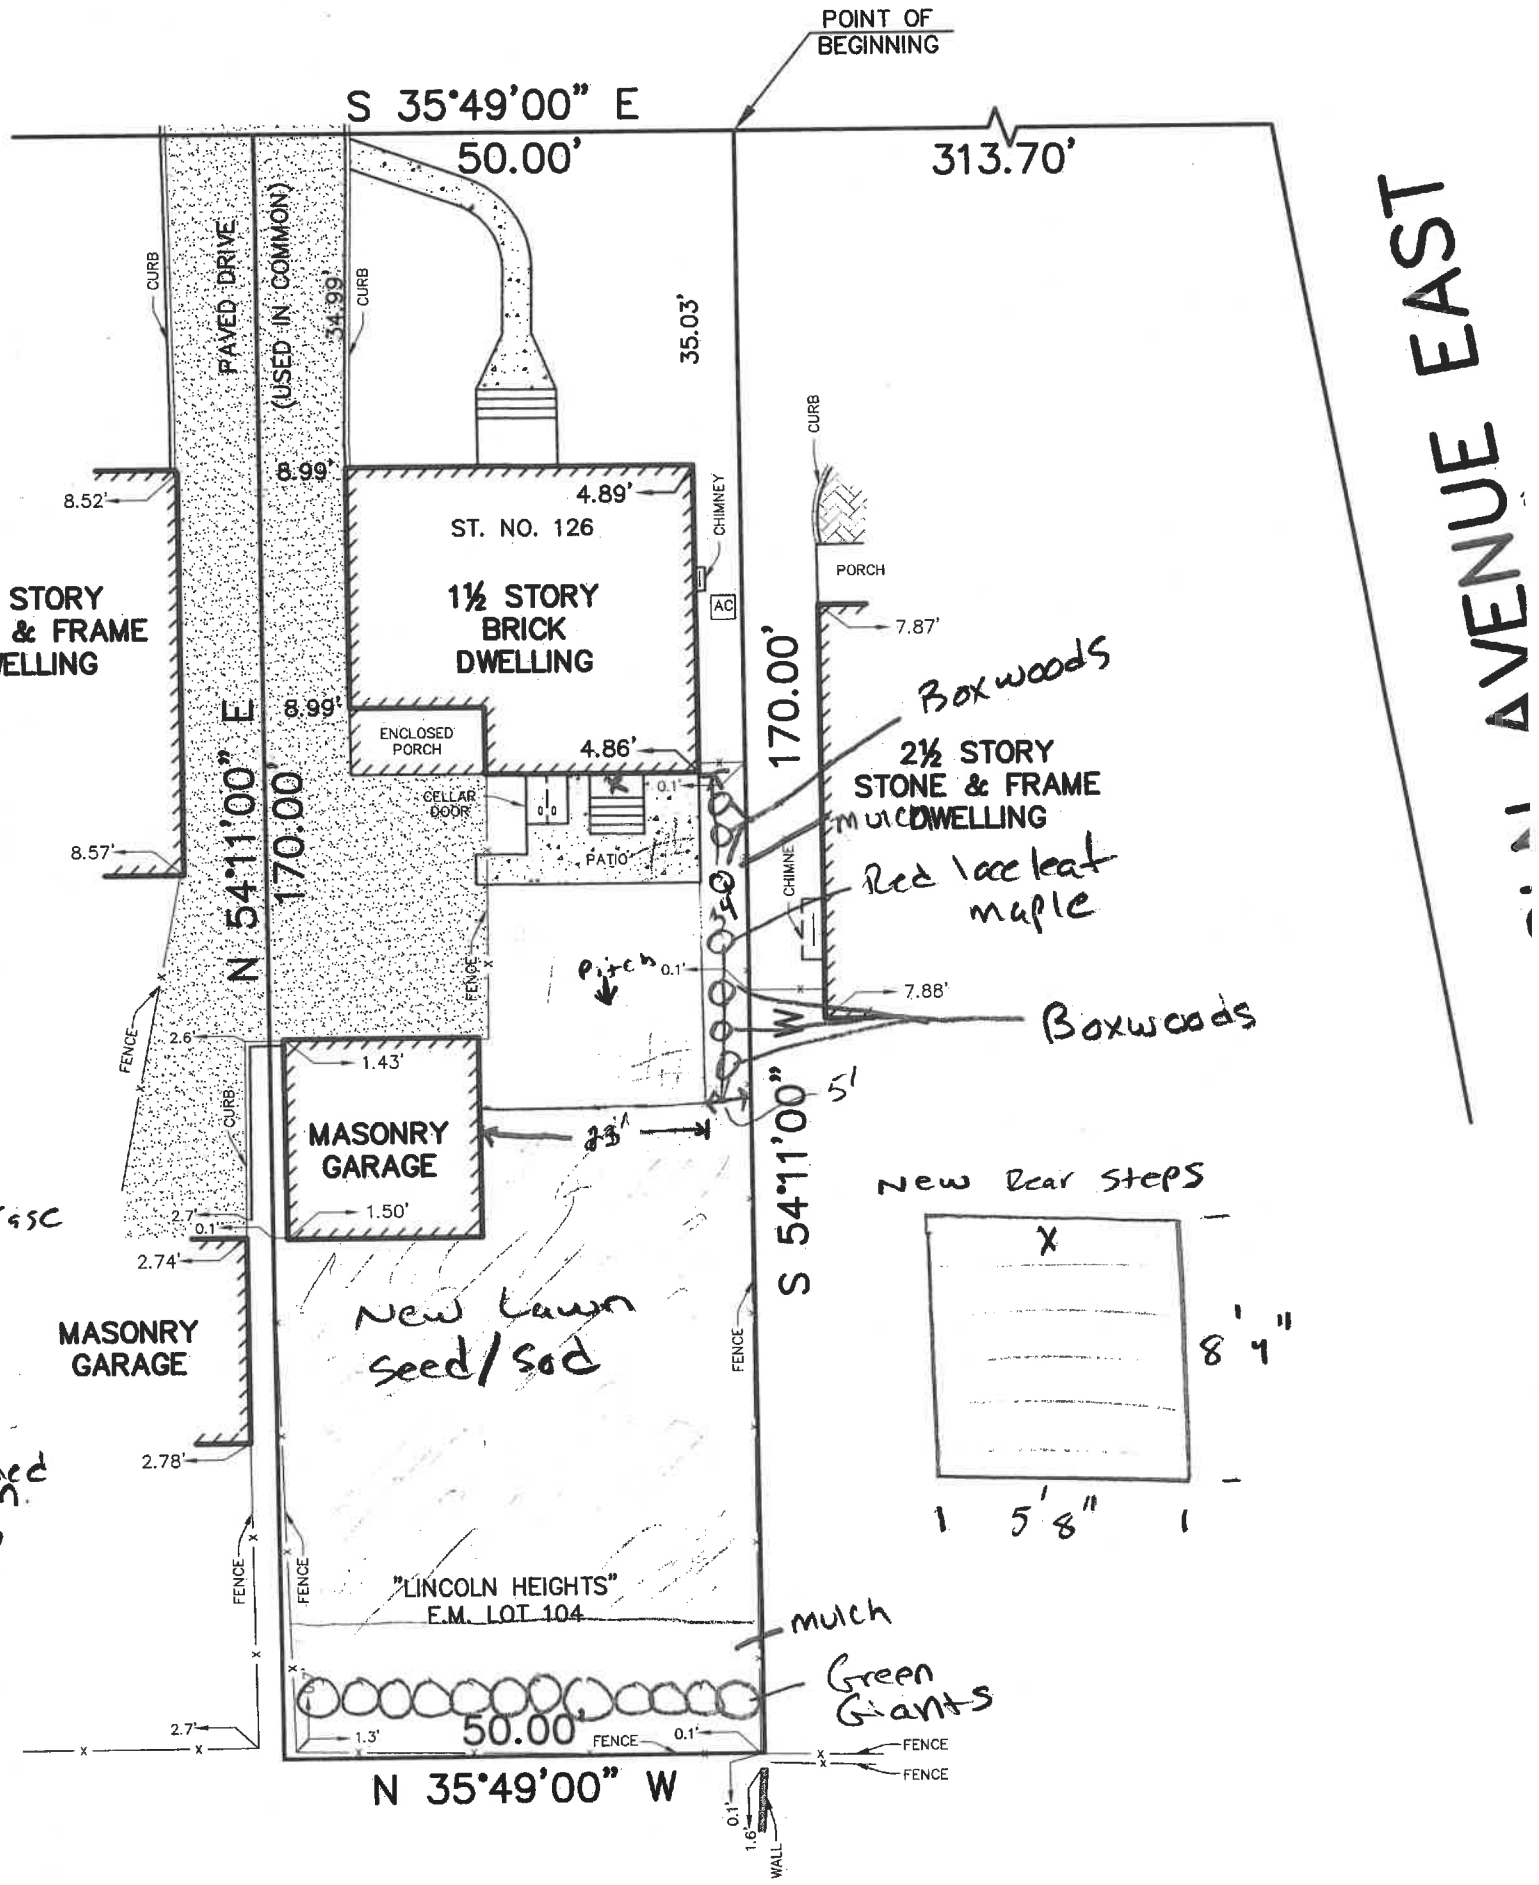 POINT OF
BEGINNING
S 35°49'00" E
50.00'
313.70'
AVENUE EAST
PAVED DRIVE
(USED IN COMMON)
34.99'
CURB
CURB
35.03'
CURB
8.99'
8.52'
4.89'
CHIMNEY
ST. NO. 126
PORCH
STORY
& FRAME
1½ STORY
BRICK
DWELLING
AC
7.87'
Boxwoods
170.00'
8.99'
ENCLOSED
PORCH
4.86'
2½ STORY
STONE & FRAME
DWELLING
mulch
0.1'
CELLAR
DOOR
PATIO
8.57'
N 54°11'00" E
170.00'
CHIMNE
Red laceleaf
maple
FENCE
Pitch
0.1'
7.88'
Boxwoods
FENCE
2.6'
1.43'
CURB
5'
MASONRY
GARAGE
S 54°11'00" W
New Rear Steps
X
1.50'
2.7'
0.1'
2.74'
8' 4"
5' 8"
New Lawn
seed/sod
FENCE
MASONRY
GARAGE
2.78'
FENCE
FENCE
"LINCOLN HEIGHTS"
E.M. LOT 104
mulch
Green
Giants
0.7'
2.7'
1.3'
50.00'
FENCE
0.1'
FENCE
FENCE
N 35°49'00" W
0.1'
1.6'
WALL